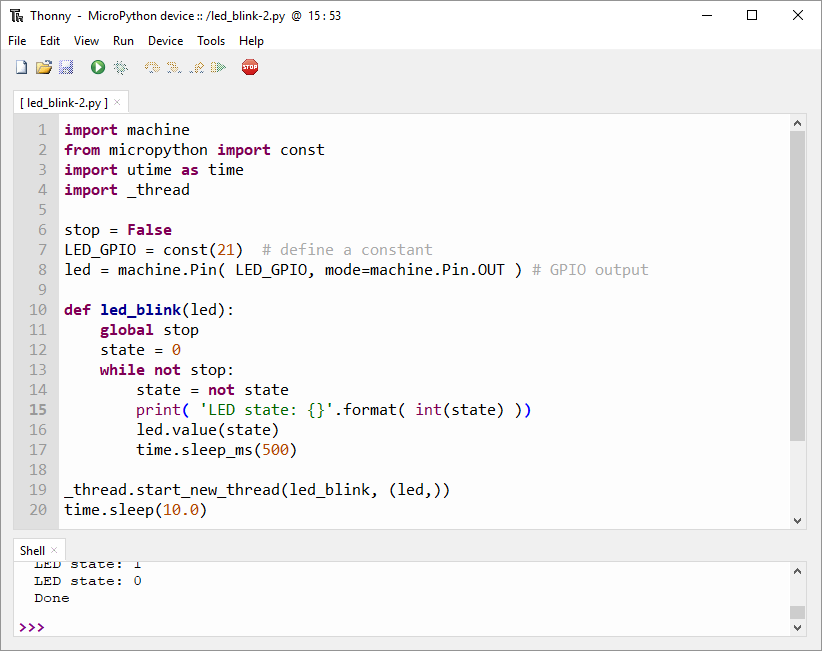 Thonny - MicroPython device :: /led_blink-2.py @ 15 : 53
File Edit View Run Device Tools Help
STOP
[ led_blink-2.py ] ×
1 import machine
2 from micropython import const
3 import utime as time
4 import _thread
5
6 stop = False
7 LED_GPIO = const(21)  # define a constant
8 led = machine.Pin( LED_GPIO, mode=machine.Pin.OUT ) # GPIO output
9
10 def led_blink(led):
11     global stop
12     state = 0
13     while not stop:
14         state = not state
15         print( 'LED state: {}'.format( int(state) ))
16         led.value(state)
17         time.sleep_ms(500)
18
19 _thread.start_new_thread(led_blink, (led,))
20 time.sleep(10.0)
Shell ×
LED state: 1
LED state: 0
Done
>>>